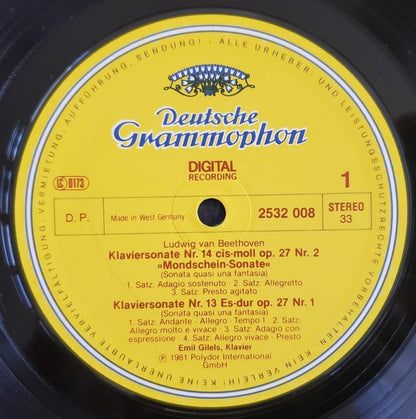 VERMIETUNG, AUFFÜHRUNG, SENDUNG! · ALLE URHEBER- UND LEISTUNGSSCHUTZRECHTE VORBEHALTEN · KEIN VERLEIH! KEINE UNERLAUBTE VERVIELFÄLTIGUNG,
Deutsche
Grammophon
DIGITAL
RECORDING
LC 0173
1
D. P.
Made in West Germany
2532 008
STEREO
33
Ludwig van Beethoven
Klaviersonate Nr. 14 cis-moll op. 27 Nr. 2
»Mondschein-Sonate«
(Sonata quasi una fantasia)
1. Satz: Adagio sostenuto · 2. Satz: Allegretto
3. Satz: Presto agitato
Klaviersonate Nr. 13 Es-dur op. 27 Nr. 1
(Sonata quasi una fantasia)
1. Satz: Andante · Allegro · Tempo I · 2. Satz:
Allegro molto e vivace · 3. Satz: Adagio con
espressione · 4. Satz: Allegro vivace · Presto
Emil Gilels, Klavier
℗ 1981 Polydor International
GmbH